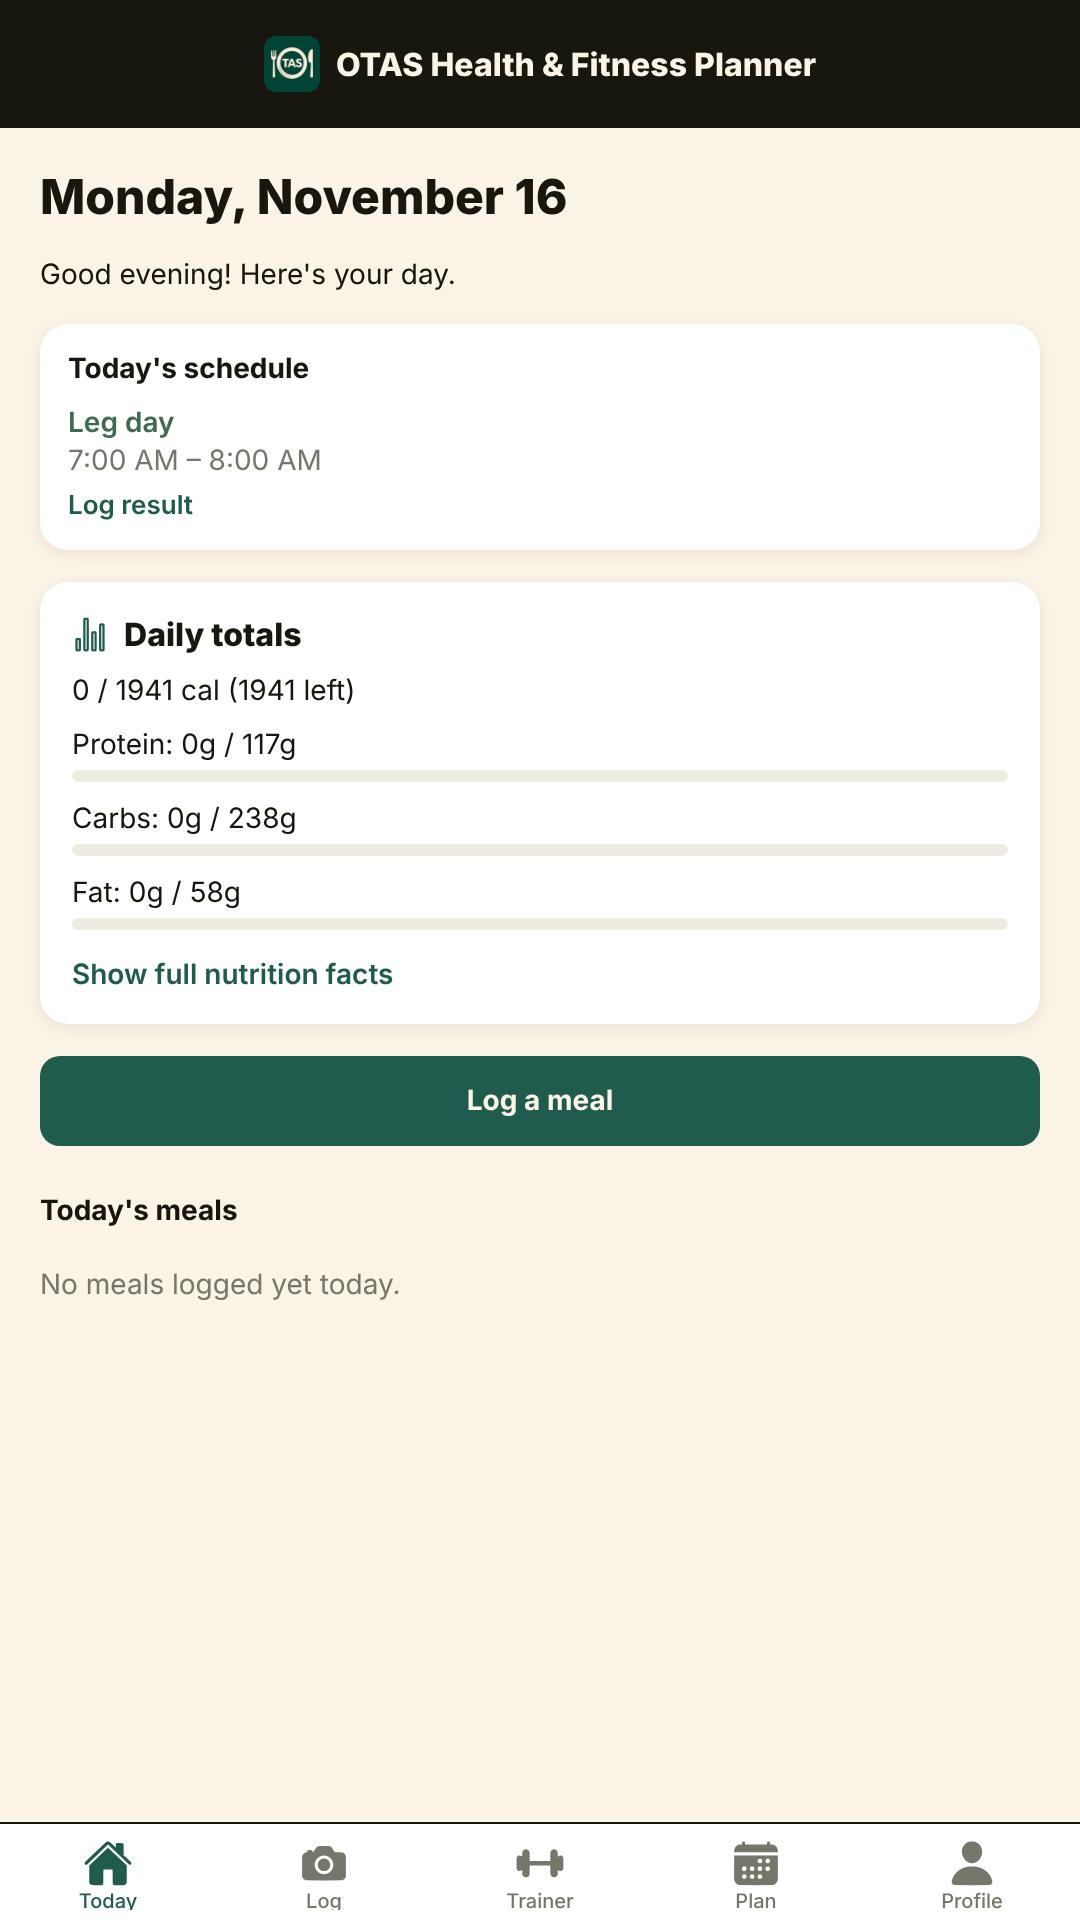 TAS
OTAS Health & Fitness Planner
Monday, November 16
Good evening! Here's your day.
Today's schedule
Leg day
7:00 AM – 8:00 AM
Log result
Daily totals
0 / 1941 cal (1941 left)
Protein: 0g / 117g
Carbs: 0g / 238g
Fat: 0g / 58g
Show full nutrition facts
Log a meal
Today's meals
No meals logged yet today.
Today
Log
Trainer
Plan
Profile